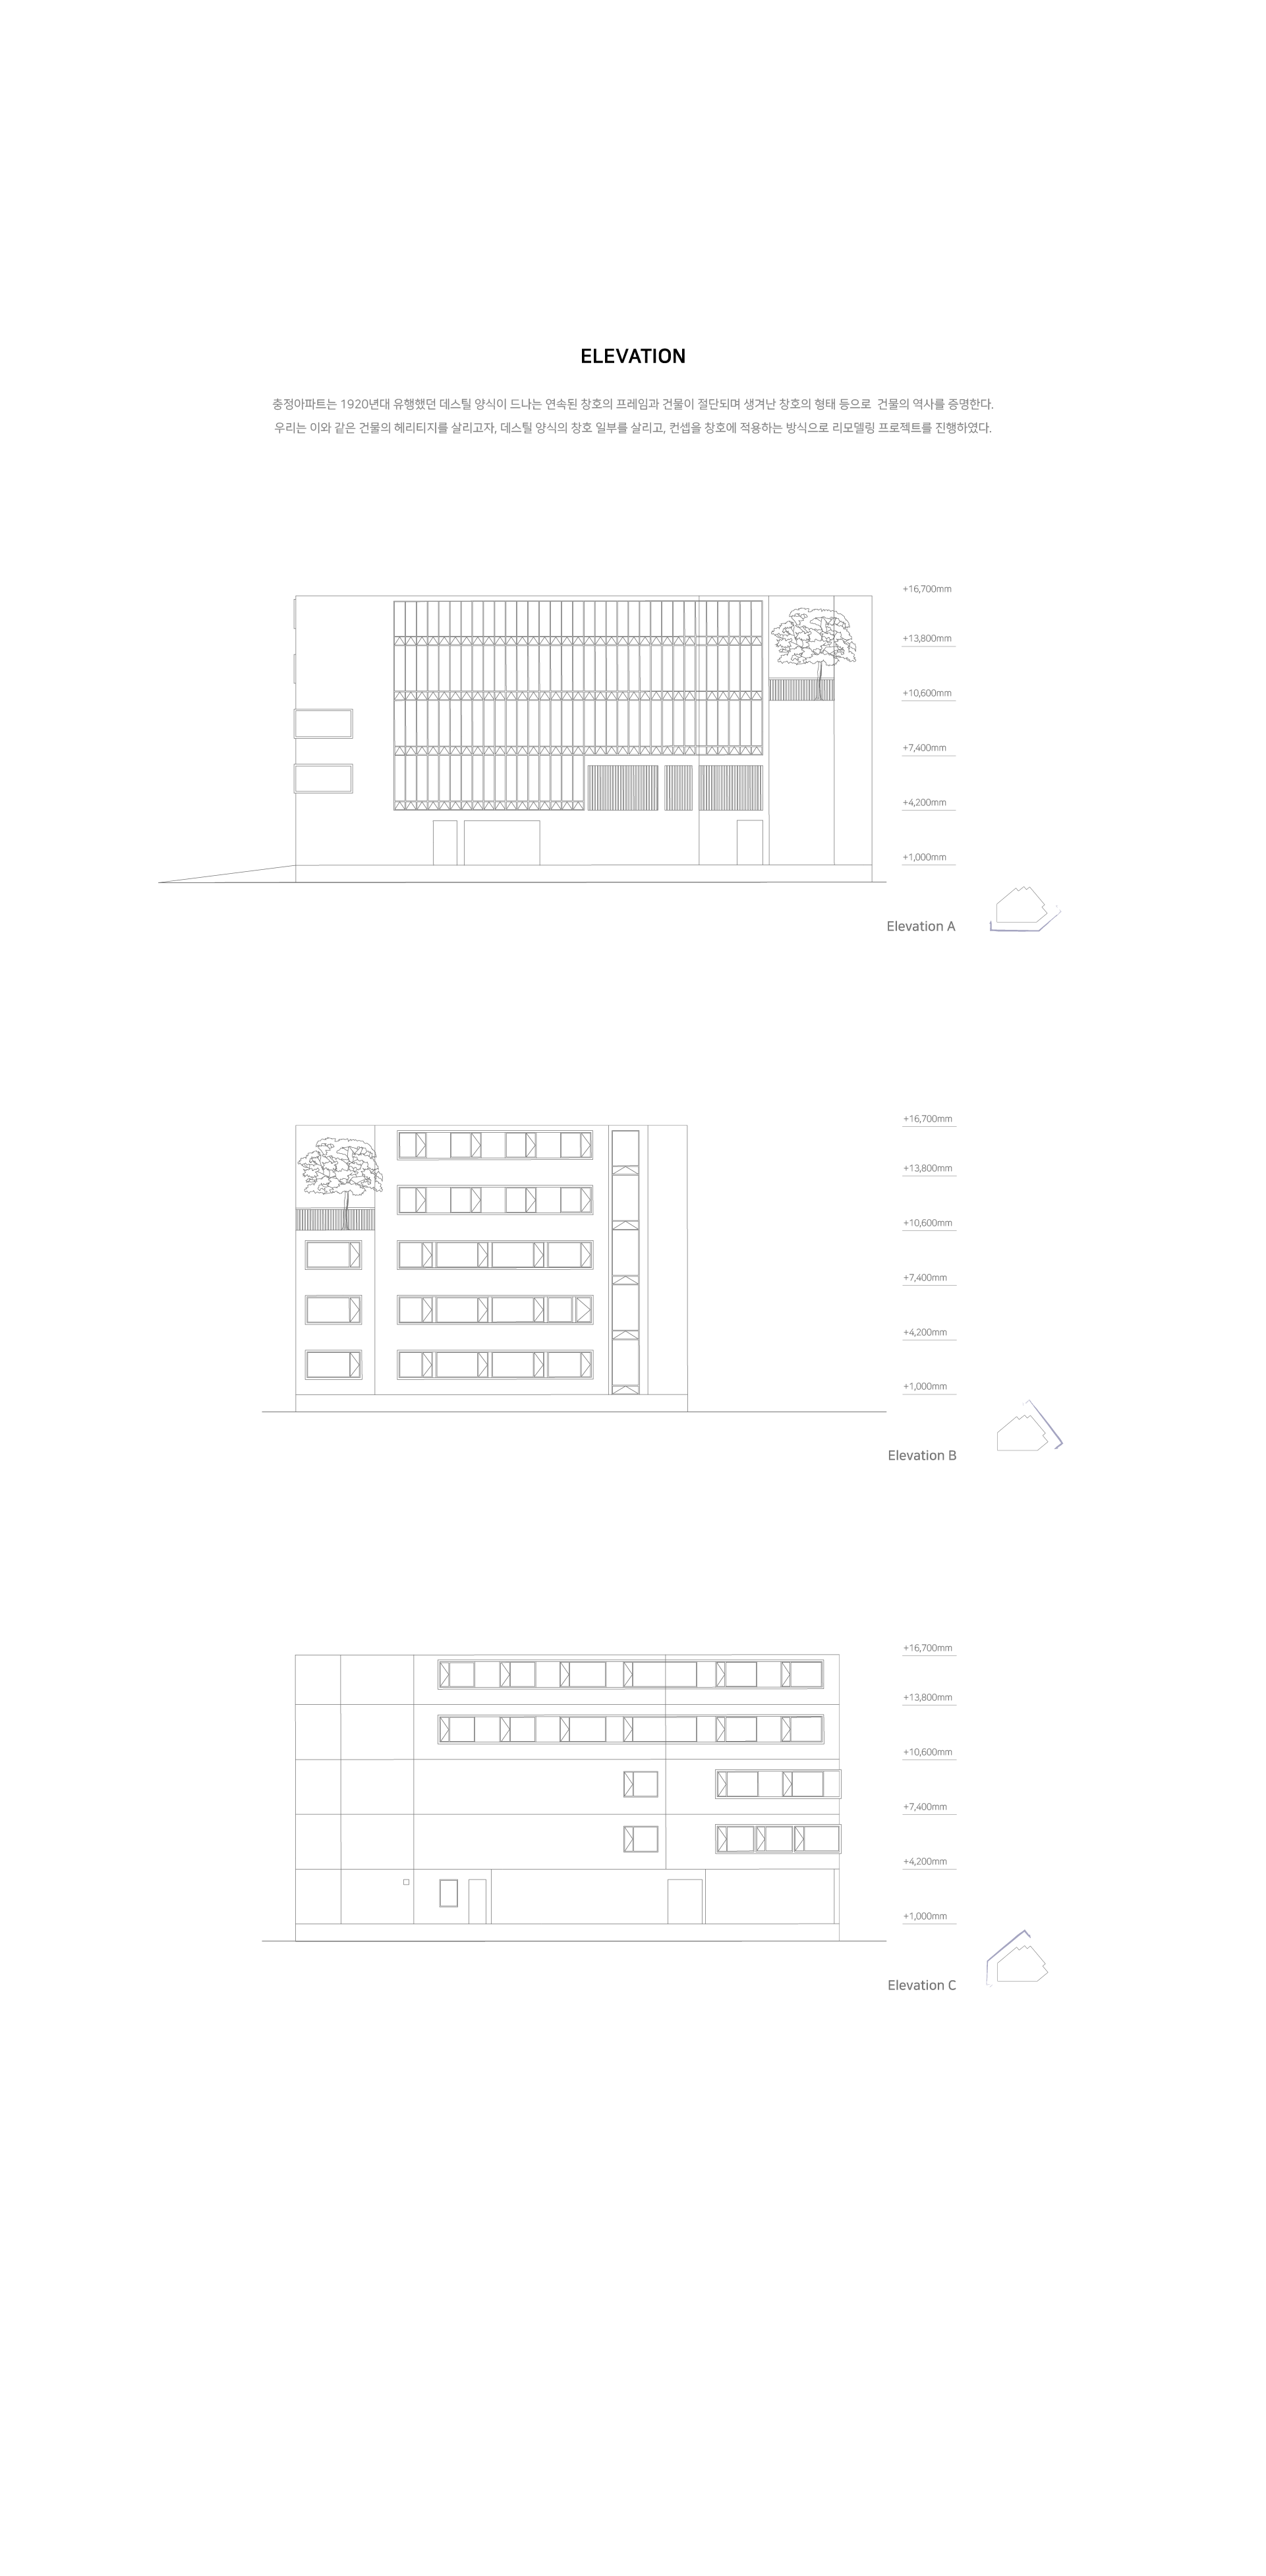 ELEVATION
충정아파트는 1920년대 유행했던 데스틸 양식이 드나는 연속된 창호의 프레임과 건물이 절단되며 생겨난 창호의 형태 등으로 건물의 역사를 증명한다.
우리는 이와 같은 건물의 헤리티지를 살리고자, 데스틸 양식의 창호 일부를 살리고, 컨셉을 창호에 적용하는 방식으로 리모델링 프로젝트를 진행하였다.
+16,700mm
+13,800mm
+10,600mm
+7,400mm
+4,200mm
+1,000mm
Elevation A
+16,700mm
+13,800mm
+10,600mm
+7,400mm
+4,200mm
+1,000mm
Elevation B
+16,700mm
+13,800mm
+10,600mm
+7,400mm
+4,200mm
+1,000mm
Elevation C